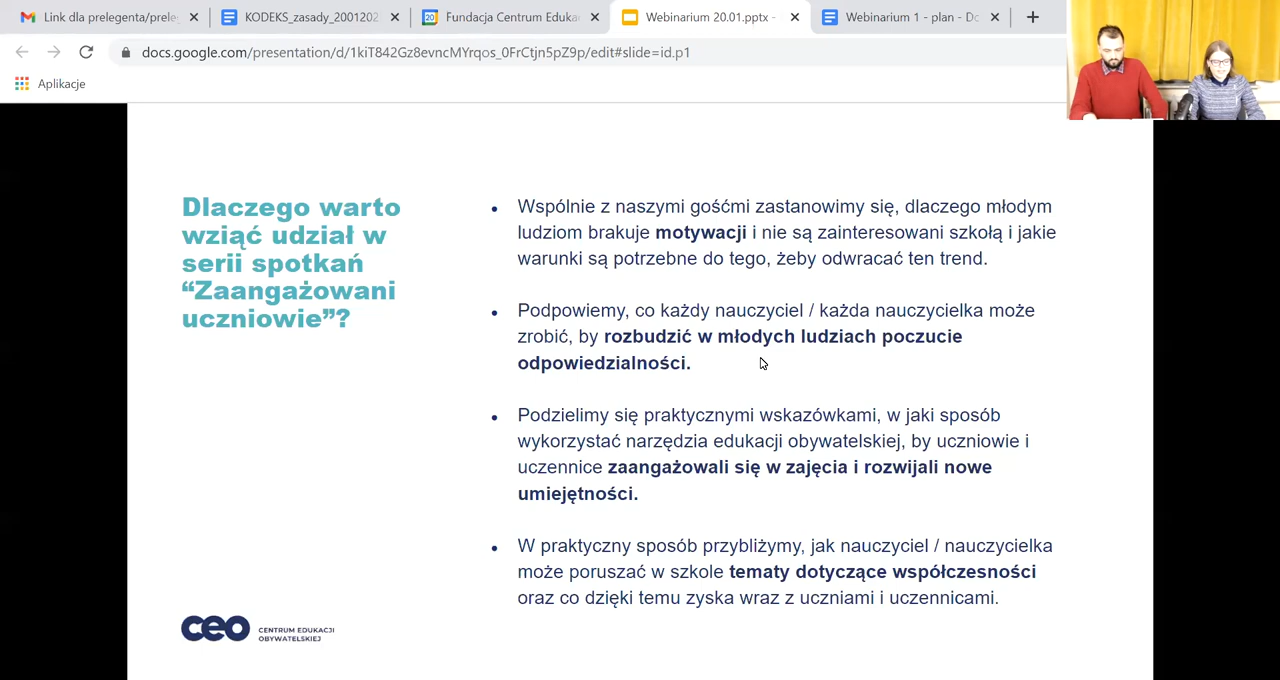 Link dla prelegenta/prele
KODEKS_zasady_2001202
Fundacja Centrum Eduka
Webinarium 20.01.pptx -
Webinarium 1 - plan - Do
docs.google.com/presentation/d/1kiT842Gz8evncMYrqos_0FrCtjn5pZ9p/edit#slide=id.p1
Aplikacje
Dlaczego warto
wziąć udział w
serii spotkań
“Zaangażowani
uczniowie”?
• Wspólnie z naszymi gośćmi zastanowimy się, dlaczego młodym
ludziom brakuje motywacji i nie są zainteresowani szkołą i jakie
warunki są potrzebne do tego, żeby odwracać ten trend.
• Podpowiemy, co każdy nauczyciel / każda nauczycielka może
zrobić, by rozbudzić w młodych ludziach poczucie
odpowiedzialności.
• Podzielimy się praktycznymi wskazówkami, w jaki sposób
wykorzystać narzędzia edukacji obywatelskiej, by uczniowie i
uczennice zaangażowali się w zajęcia i rozwijali nowe
umiejętności.
• W praktyczny sposób przybliżymy, jak nauczyciel / nauczycielka
może poruszać w szkole tematy dotyczące współczesności
oraz co dzięki temu zyska wraz z uczniami i uczennicami.
ceo
CENTRUM EDUKACJI
OBYWATELSKIEJ